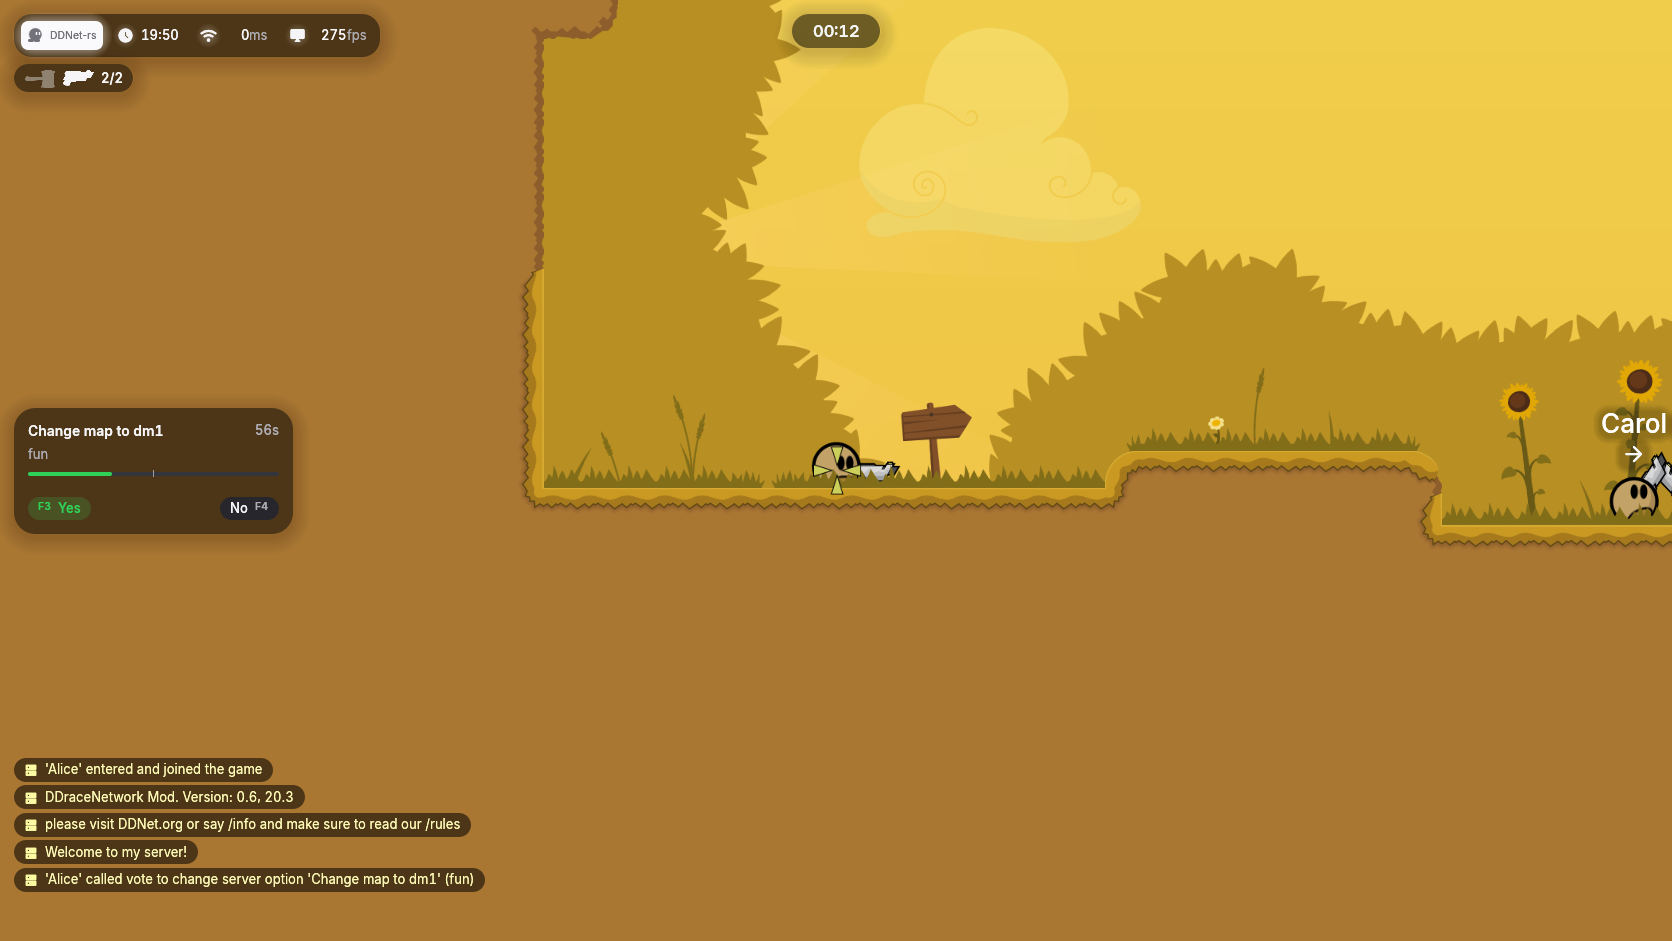 DDNet-rs 19:50 0ms 275fps
00:12
2/2
Change map to dm1 56s
fun
F3 Yes No F4
Carol
→
'Alice' entered and joined the game
DDraceNetwork Mod. Version: 0.6, 20.3
please visit DDNet.org or say /info and make sure to read our /rules
Welcome to my server!
'Alice' called vote to change server option 'Change map to dm1' (fun)